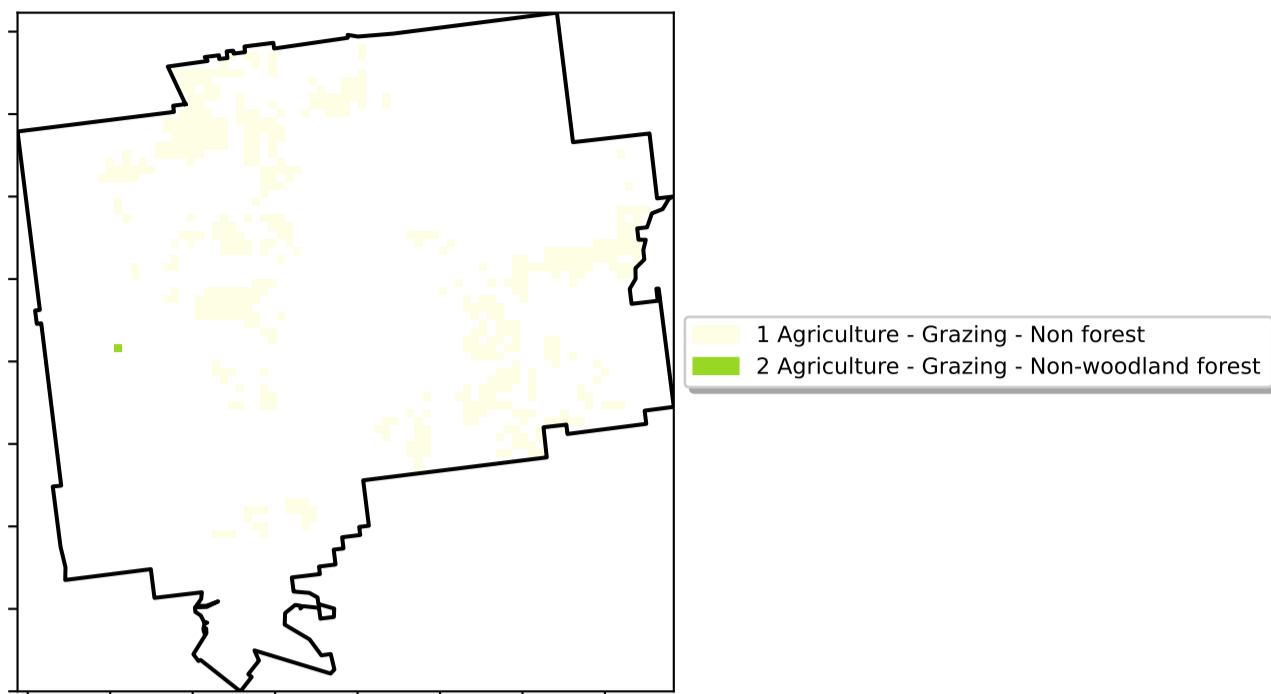 1 Agriculture - Grazing - Non forest
2 Agriculture - Grazing - Non-woodland forest